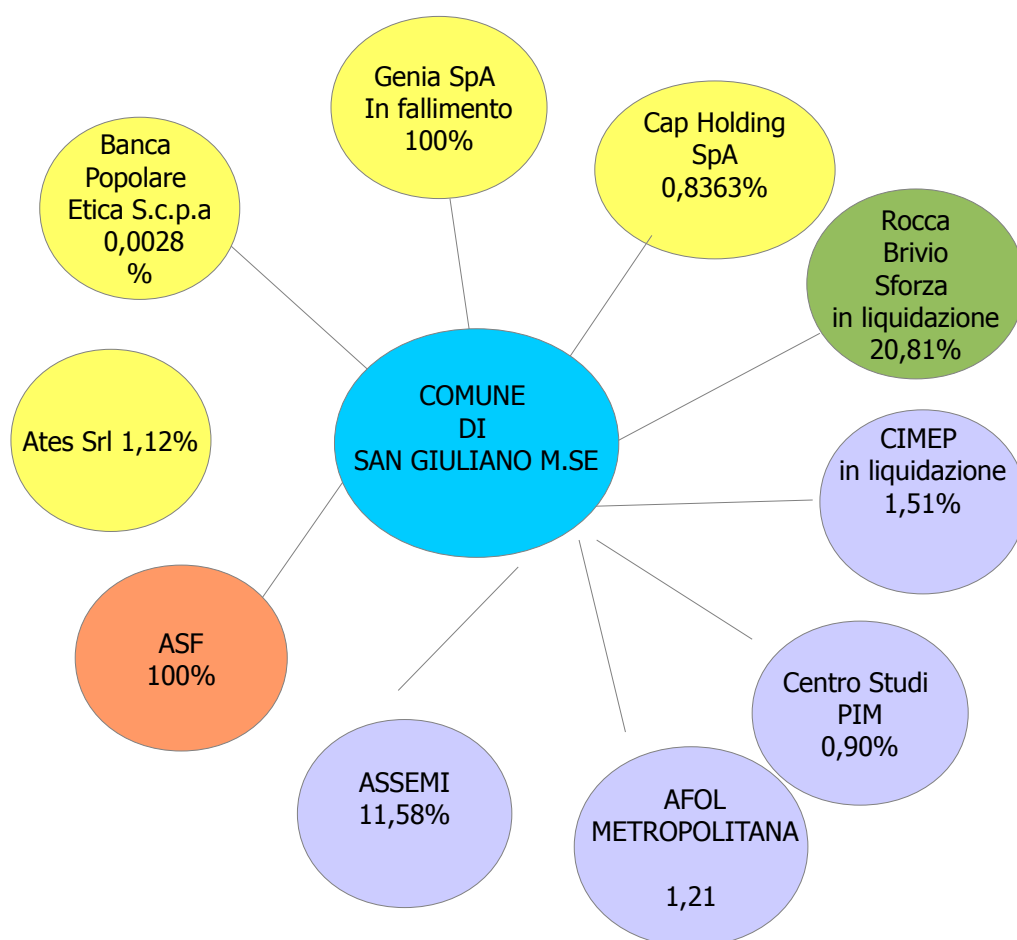 Genia SpA
In fallimento
100%
Cap Holding
SpA
0,8363%
Banca
Popolare
Etica S.c.p.a
0,0028
%
Rocca
Brivio
Sforza
in liquidazione
20,81%
COMUNE
DI
SAN GIULIANO M.SE
Ates Srl 1,12%
CIMEP
in liquidazione
1,51%
ASF
100%
Centro Studi
PIM
0,90%
ASSEMI
11,58%
AFOL
METROPOLITANA
1,21